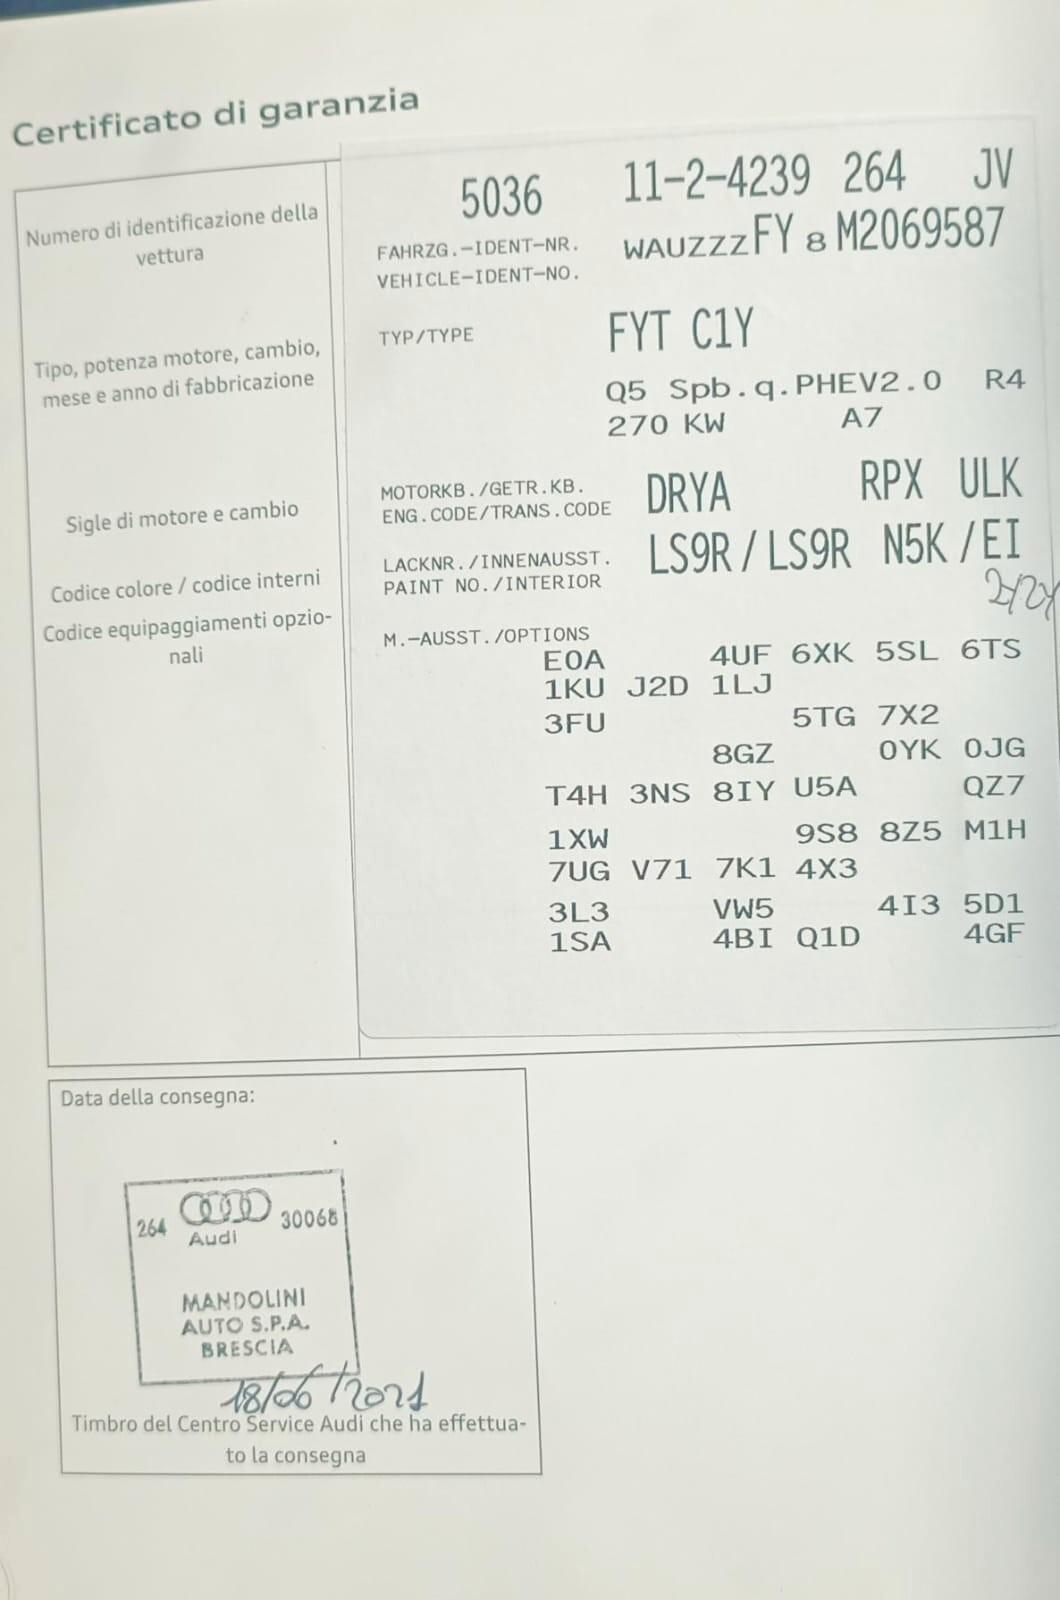 Certificato di garanzia
Numero di identificazione della
vettura
5036 11-2-4239 264 JV
FAHRZG.-IDENT-NR.
VEHICLE-IDENT-NO.
WAUZZZFY8M2069587
Tipo, potenza motore, cambio,
mese e anno di fabbricazione
TYP/TYPE FYT C1Y
Q5 Spb.q.PHEV2.0 R4
270 KW A7
Sigle di motore e cambio
MOTORKB./GETR.KB.
ENG.CODE/TRANS.CODE
DRYA RPX ULK
Codice colore / codice interni
LACKNR./INNENAUSST.
PAINT NO./INTERIOR
LS9R/LS9R N5K/EI
Codice equipaggiamenti opzio-
nali
M.-AUSST./OPTIONS
E0A 4UF 6XK 5SL 6TS
1KU J2D 1LJ
3FU 5TG 7X2
8GZ 0YK 0JG
T4H 3NS 8IY U5A QZ7
1XW 9S8 8Z5 M1H
7UG V71 7K1 4X3
3L3 VW5 4I3 5D1
1SA 4BI Q1D 4GF
Data della consegna:
264 30068
Audi
MANDOLINI
AUTO S.P.A.
BRESCIA
18/06/2021
Timbro del Centro Service Audi che ha effettua-
to la consegna